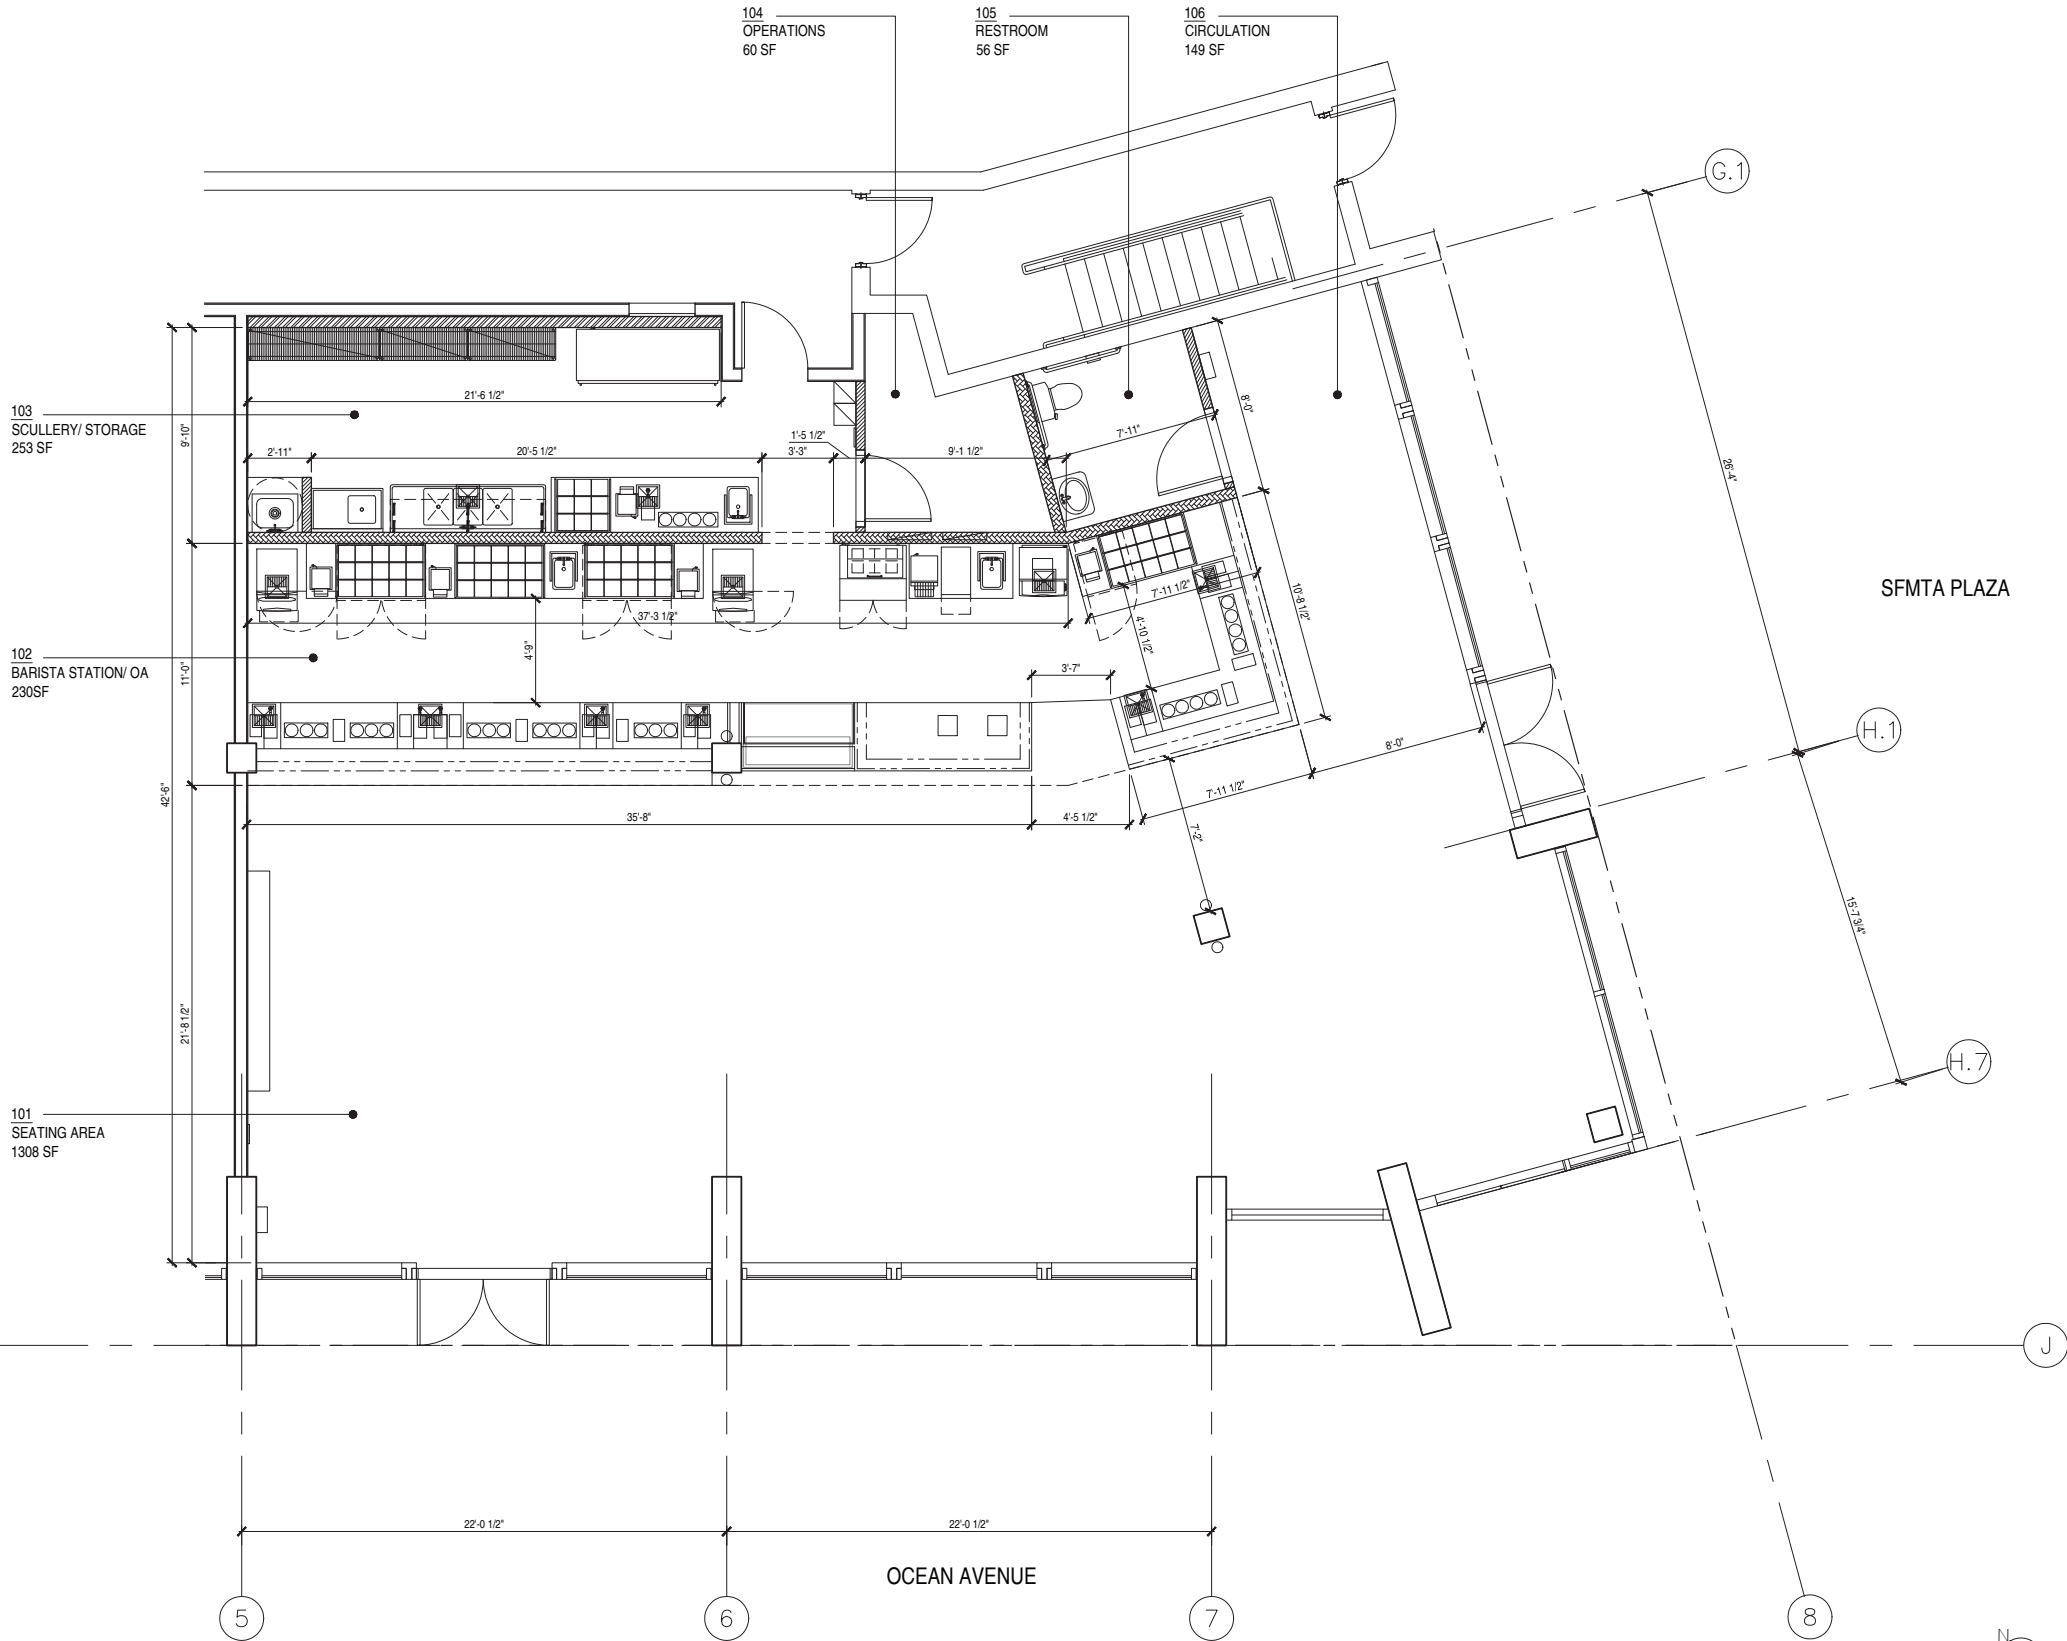 104
OPERATIONS
60 SF
105
RESTROOM
56 SF
106
CIRCULATION
149 SF
G.1
103
SCULLERY/ STORAGE
253 SF
21'-6 1/2"
9'-10"
2'-11"
20'-5 1/2"
1'-5 1/2"
3'-3"
9'-1 1/2"
7'-11"
8'-0"
26'-4"
SFMTA PLAZA
102
BARISTA STATION/ OA
230SF
37'-3 1/2"
4'-9"
11'-0"
7'-11 1/2"
4'-10 1/2"
10'-8 1/2"
3'-7"
H.1
8'-0"
7'-11 1/2"
42'-6"
35'-8"
4'-5 1/2"
7'-2"
15'-7 3/4"
21'-8 1/2"
H.7
101
SEATING AREA
1308 SF
J
22'-0 1/2"
22'-0 1/2"
OCEAN AVENUE
5
6
7
8
N